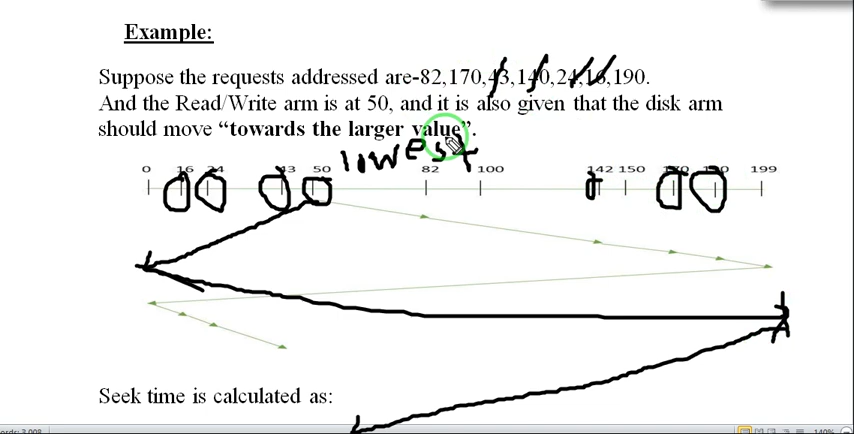 Example:
Suppose the requests addressed are-82,170,43,140,24,16,190.
And the Read/Write arm is at 50, and it is also given that the disk arm
should move “towards the larger value”.
lowest
0 16 24 43 50 82 100 142 150 170 190 199
Seek time is calculated as:
140%